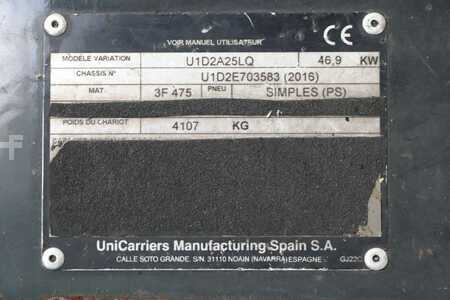 VOIR MANUEL UTILISATEUR CE
MODÈLE VARIATION U1D2A25LQ 46,9 KW
CHASSIS N° U1D2E703583 (2016)
MAT 3F 475 PNEU SIMPLES (PS)
POIDS DU CHARIOT 4107 KG
UniCarriers Manufacturing Spain S.A.
CALLE SOTO GRANDE. S/N. 31110 NOAIN (NAVARRA) ESPAGNE